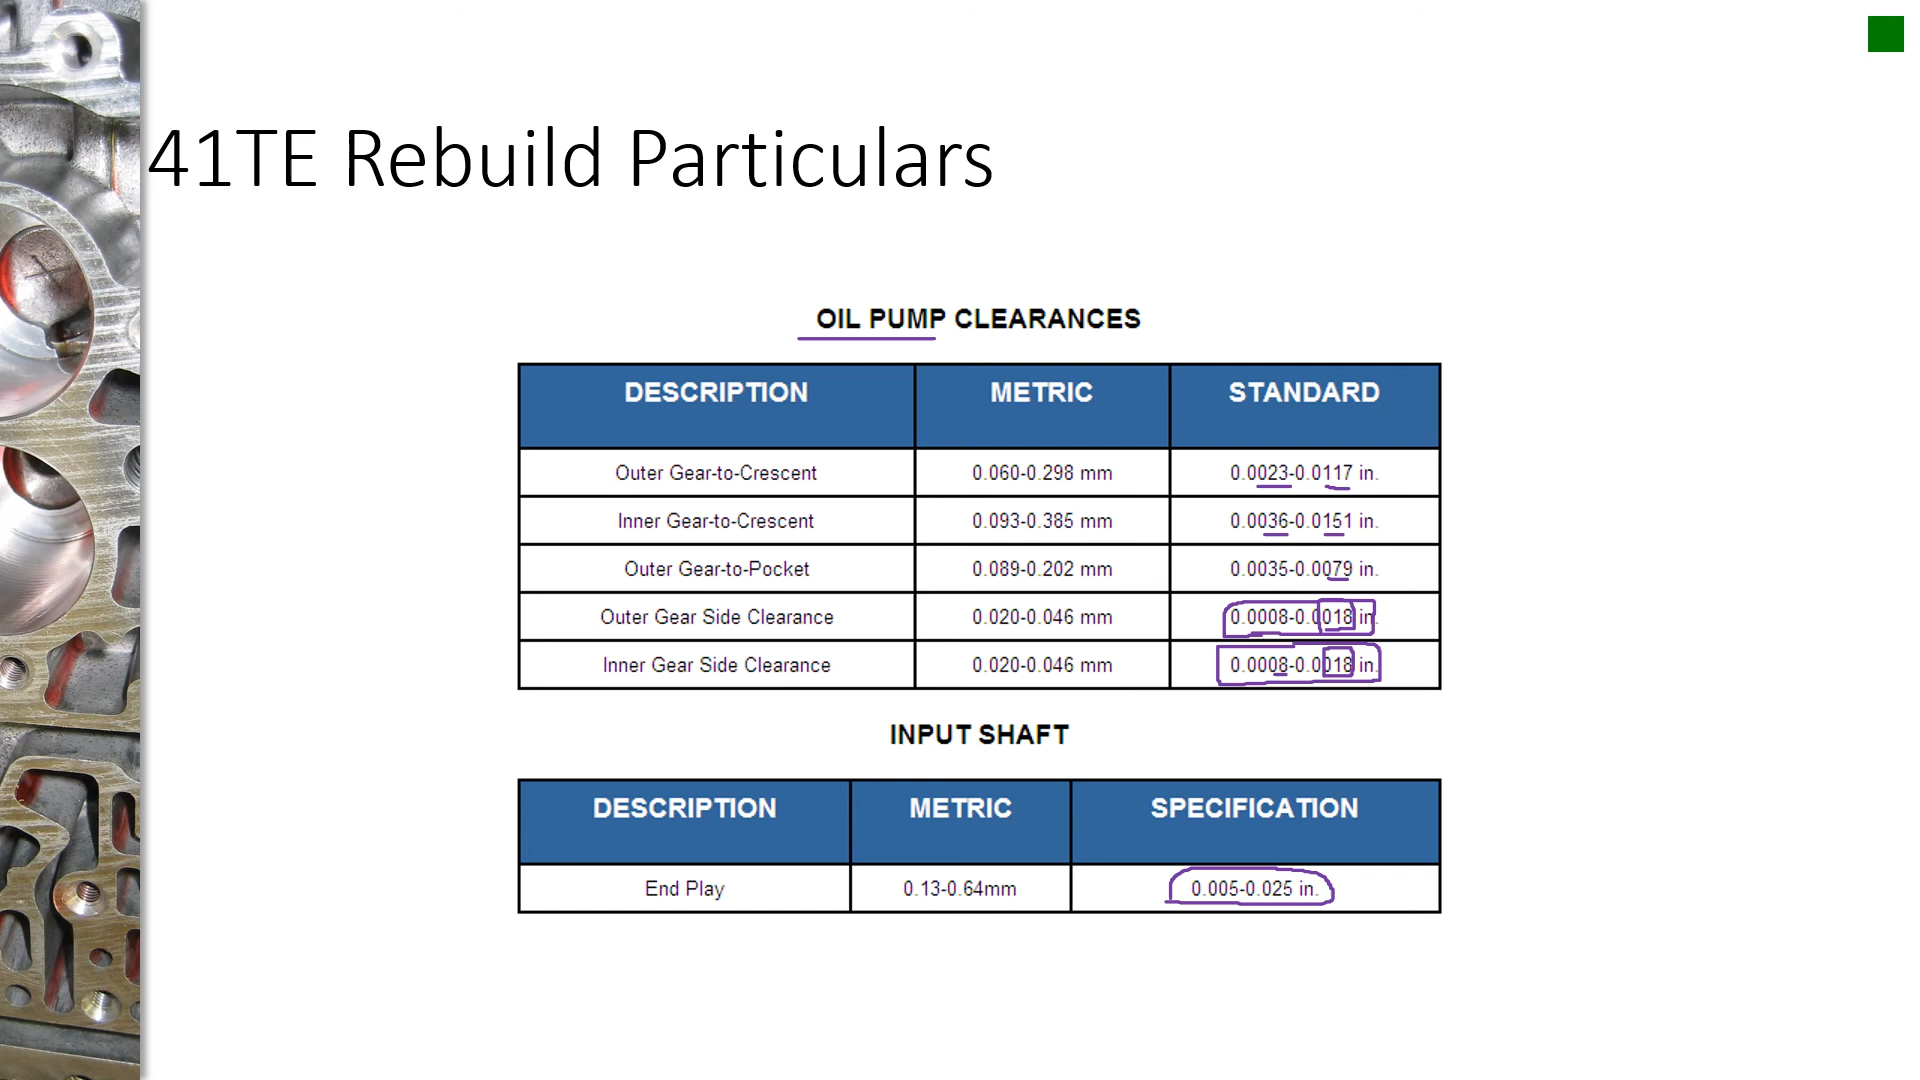 41TE Rebuild Particulars
OIL PUMP CLEARANCES
DESCRIPTION METRIC STANDARD
Outer Gear-to-Crescent 0.060-0.298 mm 0.0023-0.0117 in.
Inner Gear-to-Crescent 0.093-0.385 mm 0.0036-0.0151 in.
Outer Gear-to-Pocket 0.089-0.202 mm 0.0035-0.0079 in.
Outer Gear Side Clearance 0.020-0.046 mm 0.0008-0.0018 in.
Inner Gear Side Clearance 0.020-0.046 mm 0.0008-0.0018 in.
INPUT SHAFT
DESCRIPTION METRIC SPECIFICATION
End Play 0.13-0.64mm 0.005-0.025 in.